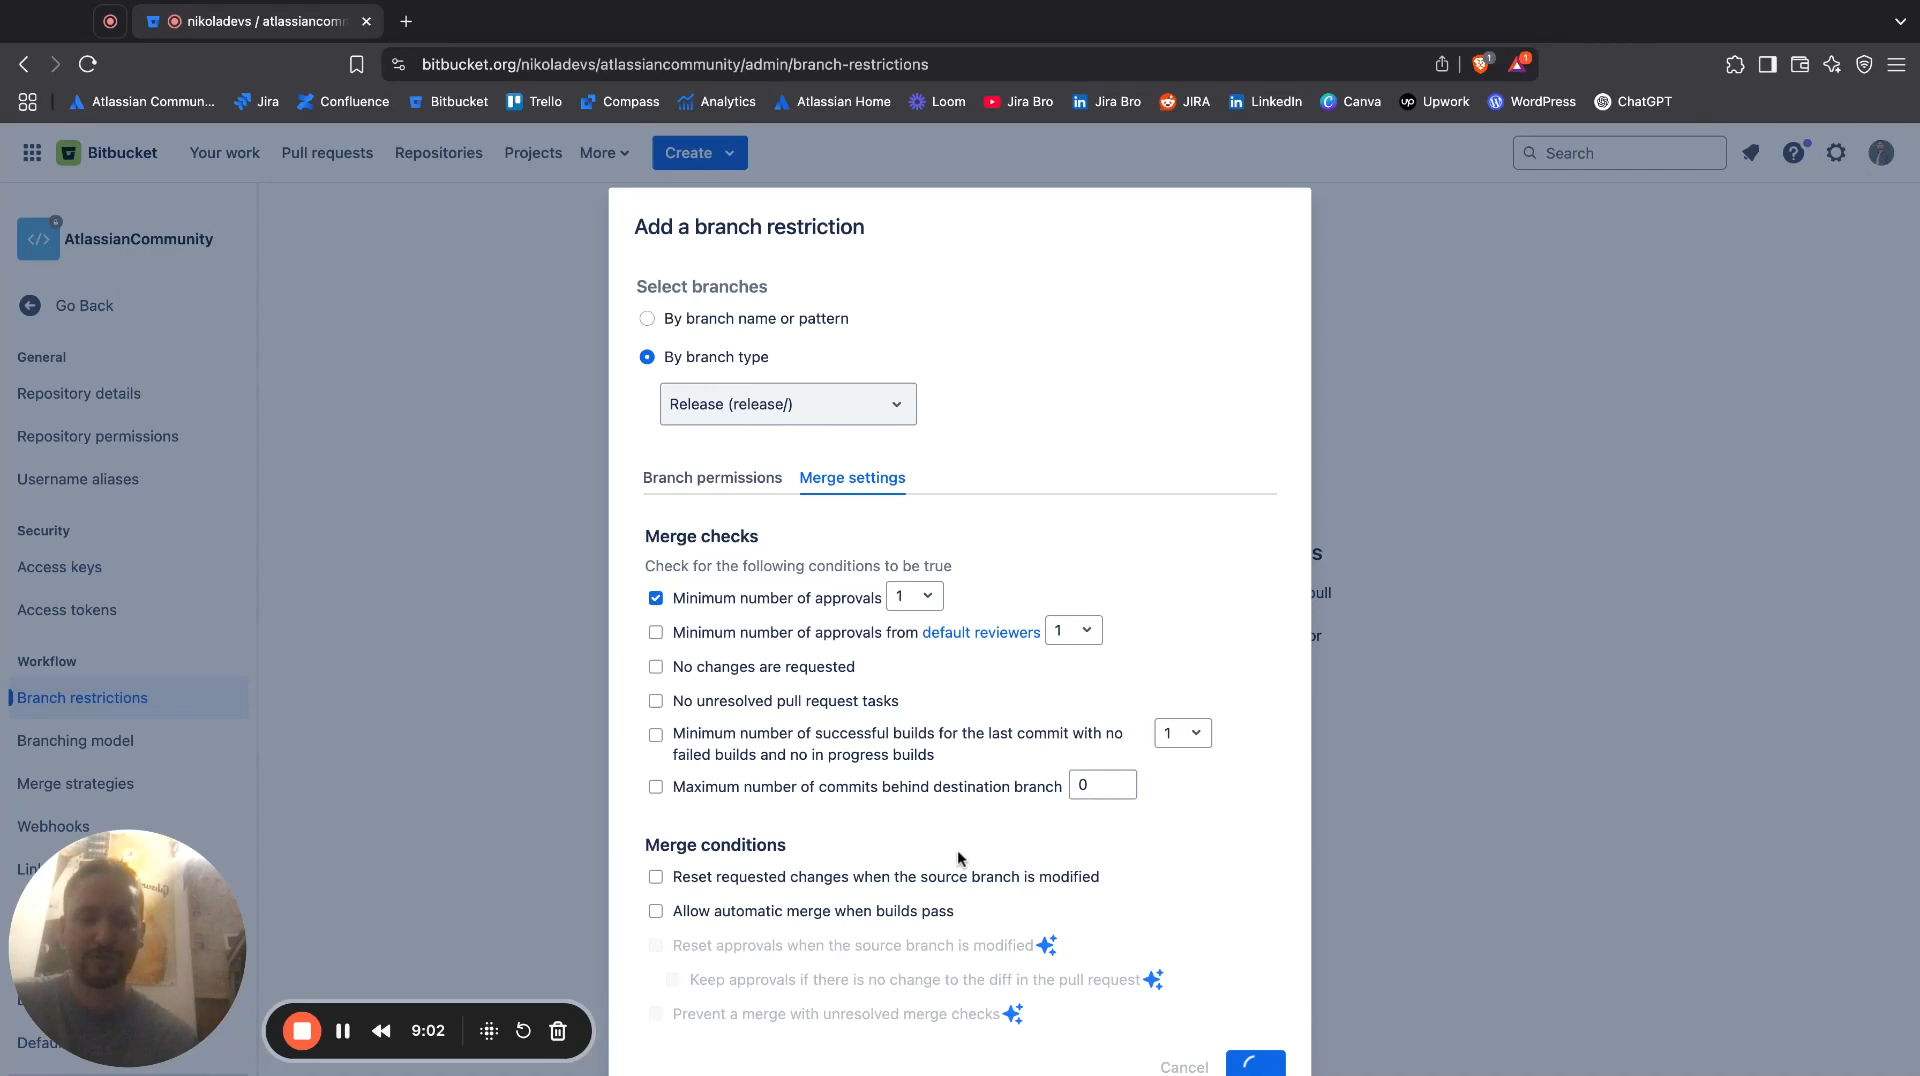 nikoladevs / atlassiancomm
bitbucket.org/nikoladevs/atlassiancommunity/admin/branch-restrictions
1
1
Atlassian Commun...
Jira
Confluence
Bitbucket
Trello
Compass
Analytics
Atlassian Home
Loom
Jira Bro
Jira Bro
JIRA
LinkedIn
Canva
Upwork
WordPress
ChatGPT
Bitbucket
Your work
Pull requests
Repositories
Projects
More
Create
Search
AtlassianCommunity
Go Back
General
Repository details
Repository permissions
Username aliases
Security
Access keys
Access tokens
Workflow
Branch restrictions
Branching model
Merge strategies
Webhooks
Add a branch restriction
Select branches
By branch name or pattern
By branch type
Release (release/)
Branch permissions
Merge settings
Merge checks
Check for the following conditions to be true
Minimum number of approvals 1
Minimum number of approvals from default reviewers 1
No changes are requested
No unresolved pull request tasks
Minimum number of successful builds for the last commit with no 1
failed builds and no in progress builds
Maximum number of commits behind destination branch 0
Merge conditions
Reset requested changes when the source branch is modified
Allow automatic merge when builds pass
Reset approvals when the source branch is modified
Keep approvals if there is no change to the diff in the pull request
Prevent a merge with unresolved merge checks
Cancel
9:02